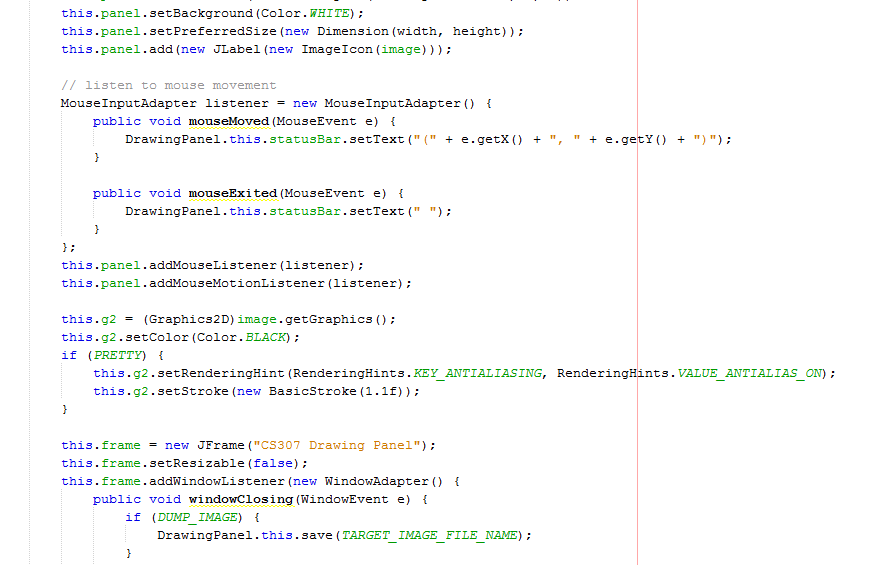 this.panel.setBackground(Color.WHITE);
this.panel.setPreferredSize(new Dimension(width, height));
this.panel.add(new JLabel(new ImageIcon(image)));
// listen to mouse movement
MouseInputAdapter listener = new MouseInputAdapter() {
public void mouseMoved(MouseEvent e) {
DrawingPanel.this.statusBar.setText("(" + e.getX() + ", " + e.getY() + ")");
}
public void mouseExited(MouseEvent e) {
DrawingPanel.this.statusBar.setText(" ");
}
};
this.panel.addMouseListener(listener);
this.panel.addMouseMotionListener(listener);
this.g2 = (Graphics2D)image.getGraphics();
this.g2.setColor(Color.BLACK);
if (PRETTY) {
this.g2.setRenderingHint(RenderingHints.KEY_ANTIALIASING, RenderingHints.VALUE_ANTIALIAS_ON);
this.g2.setStroke(new BasicStroke(1.1f));
}
this.frame = new JFrame("CS307 Drawing Panel");
this.frame.setResizable(false);
this.frame.addWindowListener(new WindowAdapter() {
public void windowClosing(WindowEvent e) {
if (DUMP_IMAGE) {
DrawingPanel.this.save(TARGET_IMAGE_FILE_NAME);
}